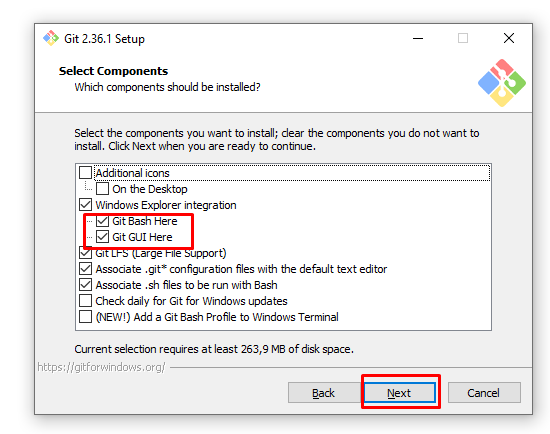 Git 2.36.1 Setup
Select Components
Which components should be installed?
Select the components you want to install; clear the components you do not want to
install. Click Next when you are ready to continue.
Additional icons
On the Desktop
Windows Explorer integration
Git Bash Here
Git GUI Here
Git LFS (Large File Support)
Associate .git* configuration files with the default text editor
Associate .sh files to be run with Bash
Check daily for Git for Windows updates
(NEW!) Add a Git Bash Profile to Windows Terminal
Current selection requires at least 263,9 MB of disk space.
https://gitforwindows.org/
Back
Next
Cancel